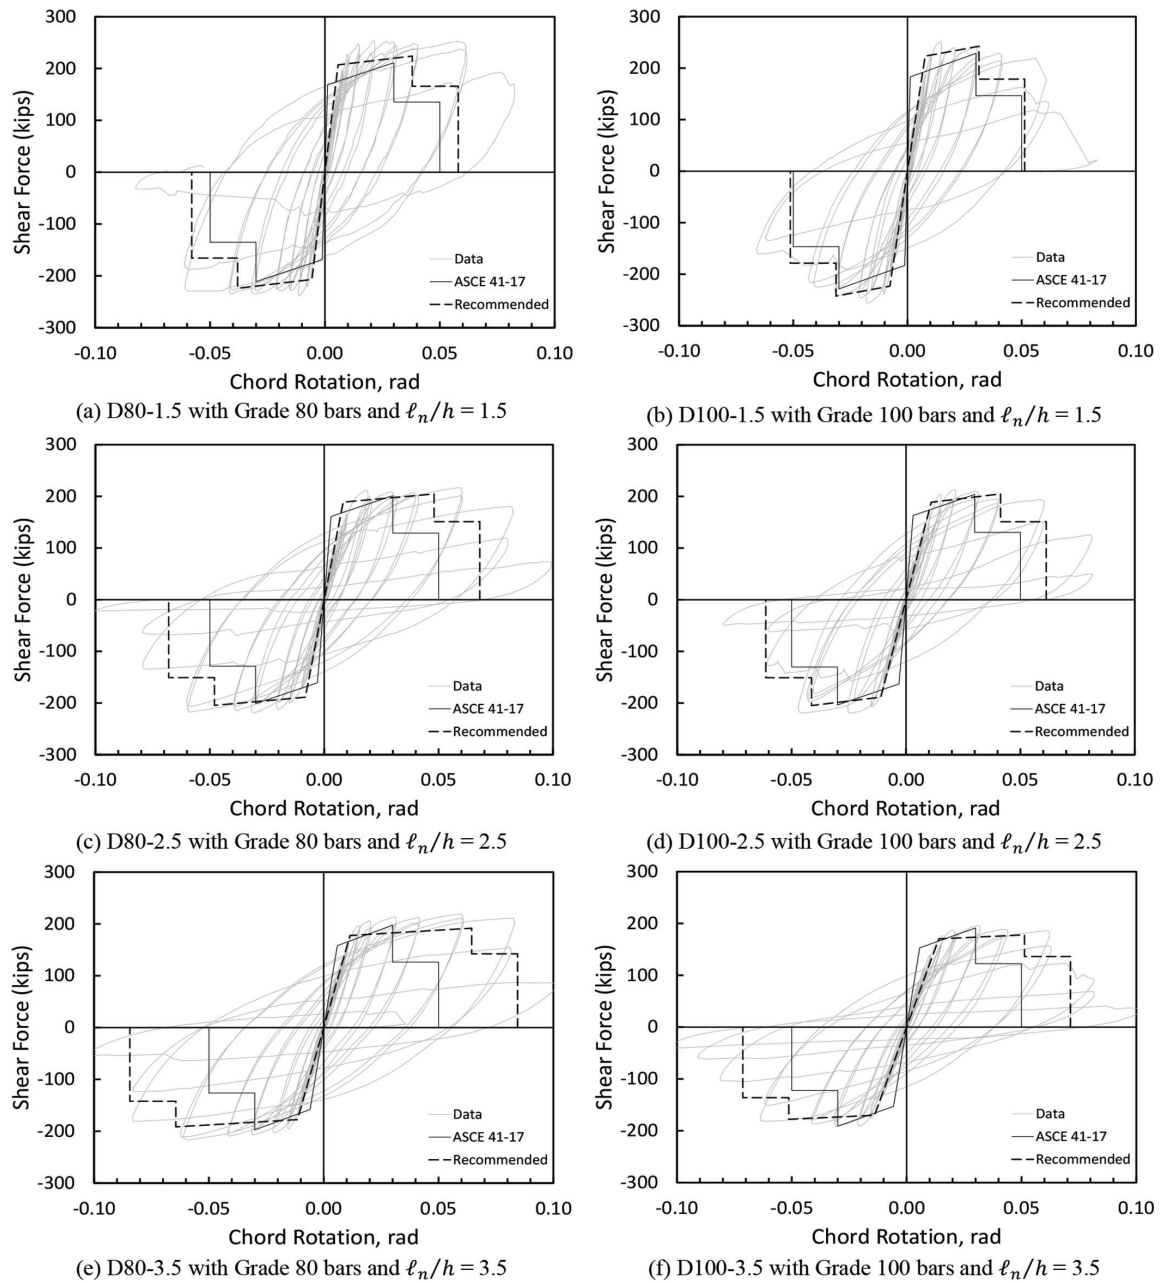 300
200
100
0
-100
-200
-300
Shear Force (kips)
Data
ASCE 41-17
Recommended
-0.10 -0.05 0.00 0.05 0.10
Chord Rotation, rad
(a) D80-1.5 with Grade 80 bars and ℓn/h = 1.5
300
200
100
0
-100
-200
-300
Shear Force (kips)
Data
ASCE 41-17
Recommended
-0.10 -0.05 0.00 0.05 0.10
Chord Rotation, rad
(b) D100-1.5 with Grade 100 bars and ℓn/h = 1.5
300
200
100
0
-100
-200
-300
Shear Force (kips)
Data
ASCE 41-17
Recommended
-0.10 -0.05 0.00 0.05 0.10
Chord Rotation, rad
(c) D80-2.5 with Grade 80 bars and ℓn/h = 2.5
300
200
100
0
-100
-200
-300
Shear Force (kips)
Data
ASCE 41-17
Recommended
-0.10 -0.05 0.00 0.05 0.10
Chord Rotation, rad
(d) D100-2.5 with Grade 100 bars and ℓn/h = 2.5
300
200
100
0
-100
-200
-300
Shear Force (kips)
Data
ASCE 41-17
Recommended
-0.10 -0.05 0.00 0.05 0.10
Chord Rotation, rad
(e) D80-3.5 with Grade 80 bars and ℓn/h = 3.5
300
200
100
0
-100
-200
-300
Shear Force (kips)
Data
ASCE 41-17
Recommended
-0.10 -0.05 0.00 0.05 0.10
Chord Rotation, rad
(f) D100-3.5 with Grade 100 bars and ℓn/h = 3.5